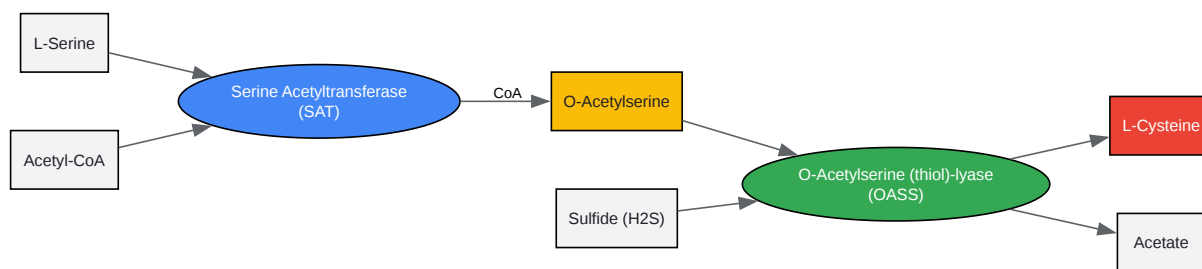 L-Serine
Acetyl-CoA
Serine Acetyltransferase
(SAT)
CoA
O-Acetylserine
Sulfide (H2S)
O-Acetylserine (thiol)-lyase
(OASS)
L-Cysteine
Acetate